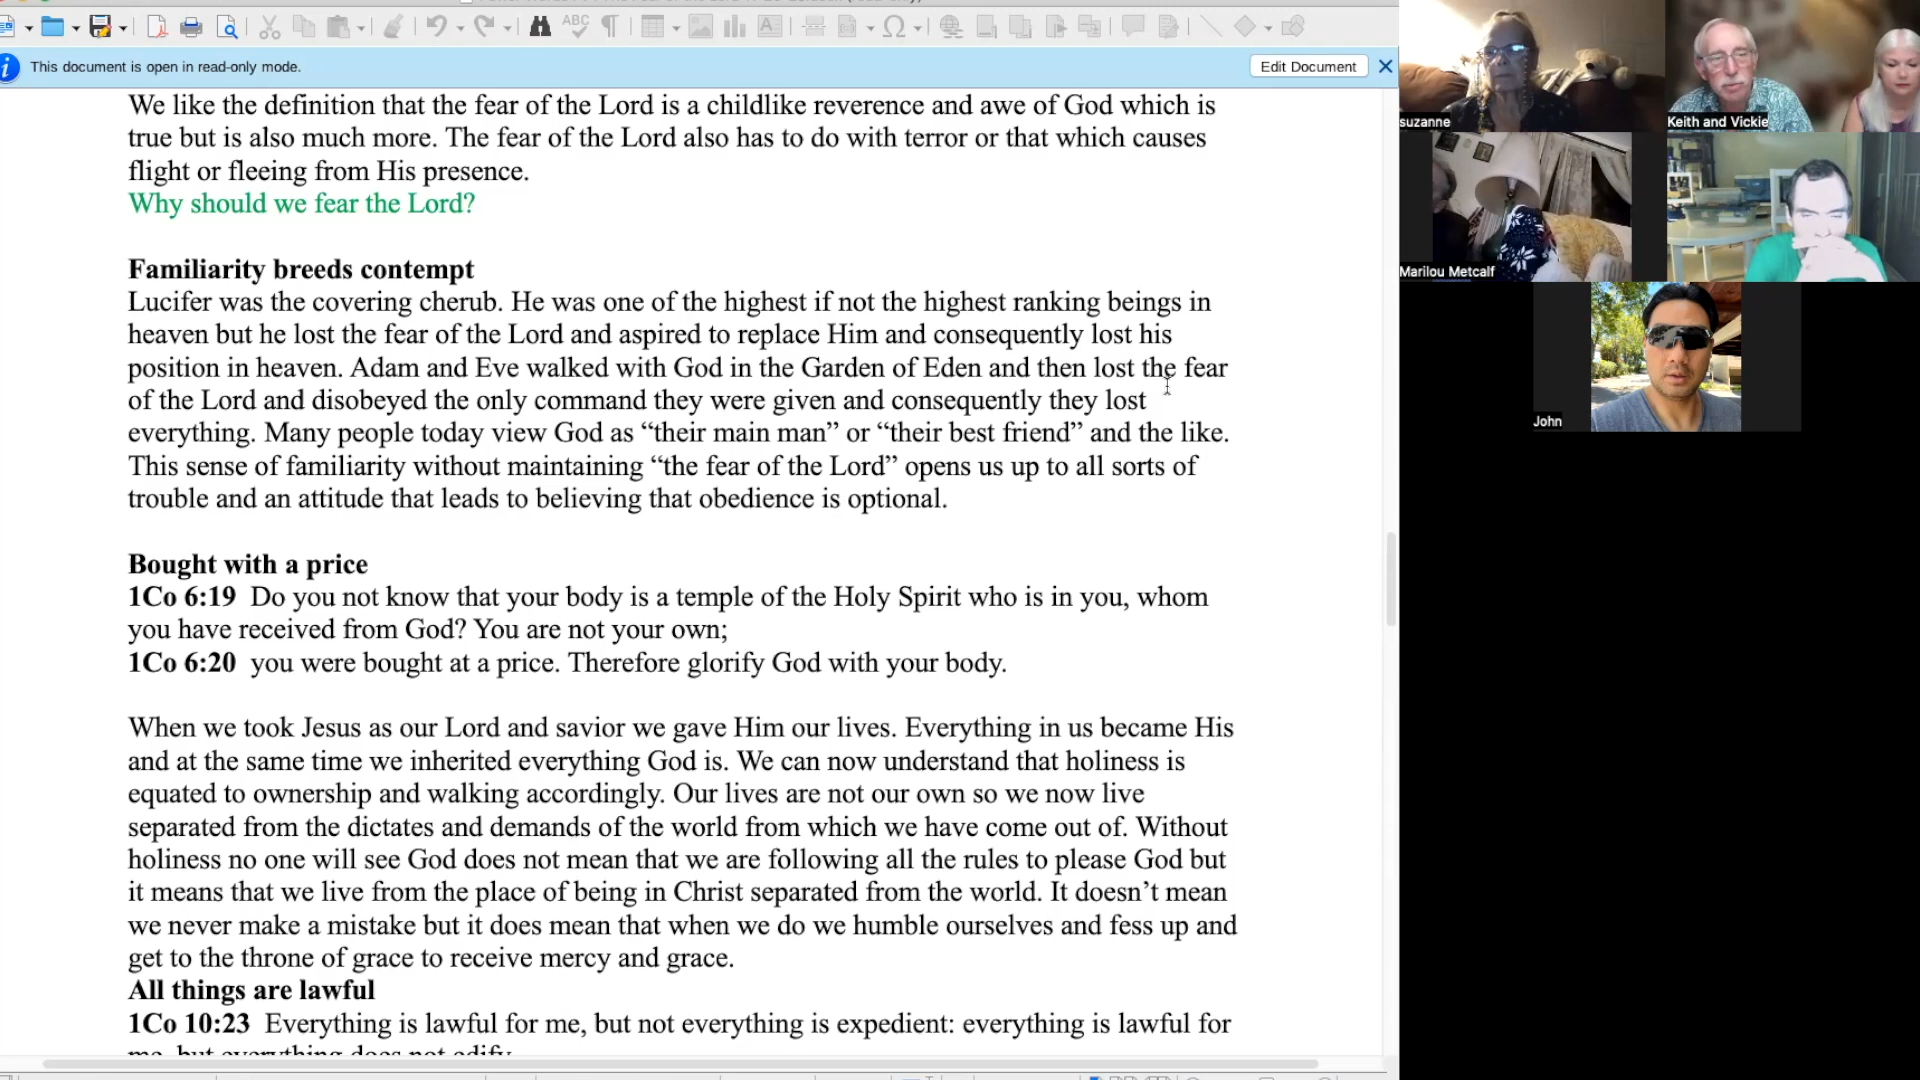 This document is open in read-only mode.
Edit Document
We like the definition that the fear of the Lord is a childlike reverence and awe of God which is
true but is also much more. The fear of the Lord also has to do with terror or that which causes
flight or fleeing from His presence.
Why should we fear the Lord?
Familiarity breeds contempt
Lucifer was the covering cherub. He was one of the highest if not the highest ranking beings in
heaven but he lost the fear of the Lord and aspired to replace Him and consequently lost his
position in heaven. Adam and Eve walked with God in the Garden of Eden and then lost the fear
of the Lord and disobeyed the only command they were given and consequently they lost
everything. Many people today view God as “their main man” or “their best friend” and the like.
This sense of familiarity without maintaining “the fear of the Lord” opens us up to all sorts of
trouble and an attitude that leads to believing that obedience is optional.
Bought with a price
1Co 6:19 Do you not know that your body is a temple of the Holy Spirit who is in you, whom
you have received from God? You are not your own;
1Co 6:20 you were bought at a price. Therefore glorify God with your body.
When we took Jesus as our Lord and savior we gave Him our lives. Everything in us became His
and at the same time we inherited everything God is. We can now understand that holiness is
equated to ownership and walking accordingly. Our lives are not our own so we now live
separated from the dictates and demands of the world from which we have come out of. Without
holiness no one will see God does not mean that we are following all the rules to please God but
it means that we live from the place of being in Christ separated from the world. It doesn’t mean
we never make a mistake but it does mean that when we do we humble ourselves and fess up and
get to the throne of grace to receive mercy and grace.
All things are lawful
1Co 10:23 Everything is lawful for me, but not everything is expedient: everything is lawful for
me, but everything does not edify
suzanne
Keith and Vickie
Marilou Metcalf
John